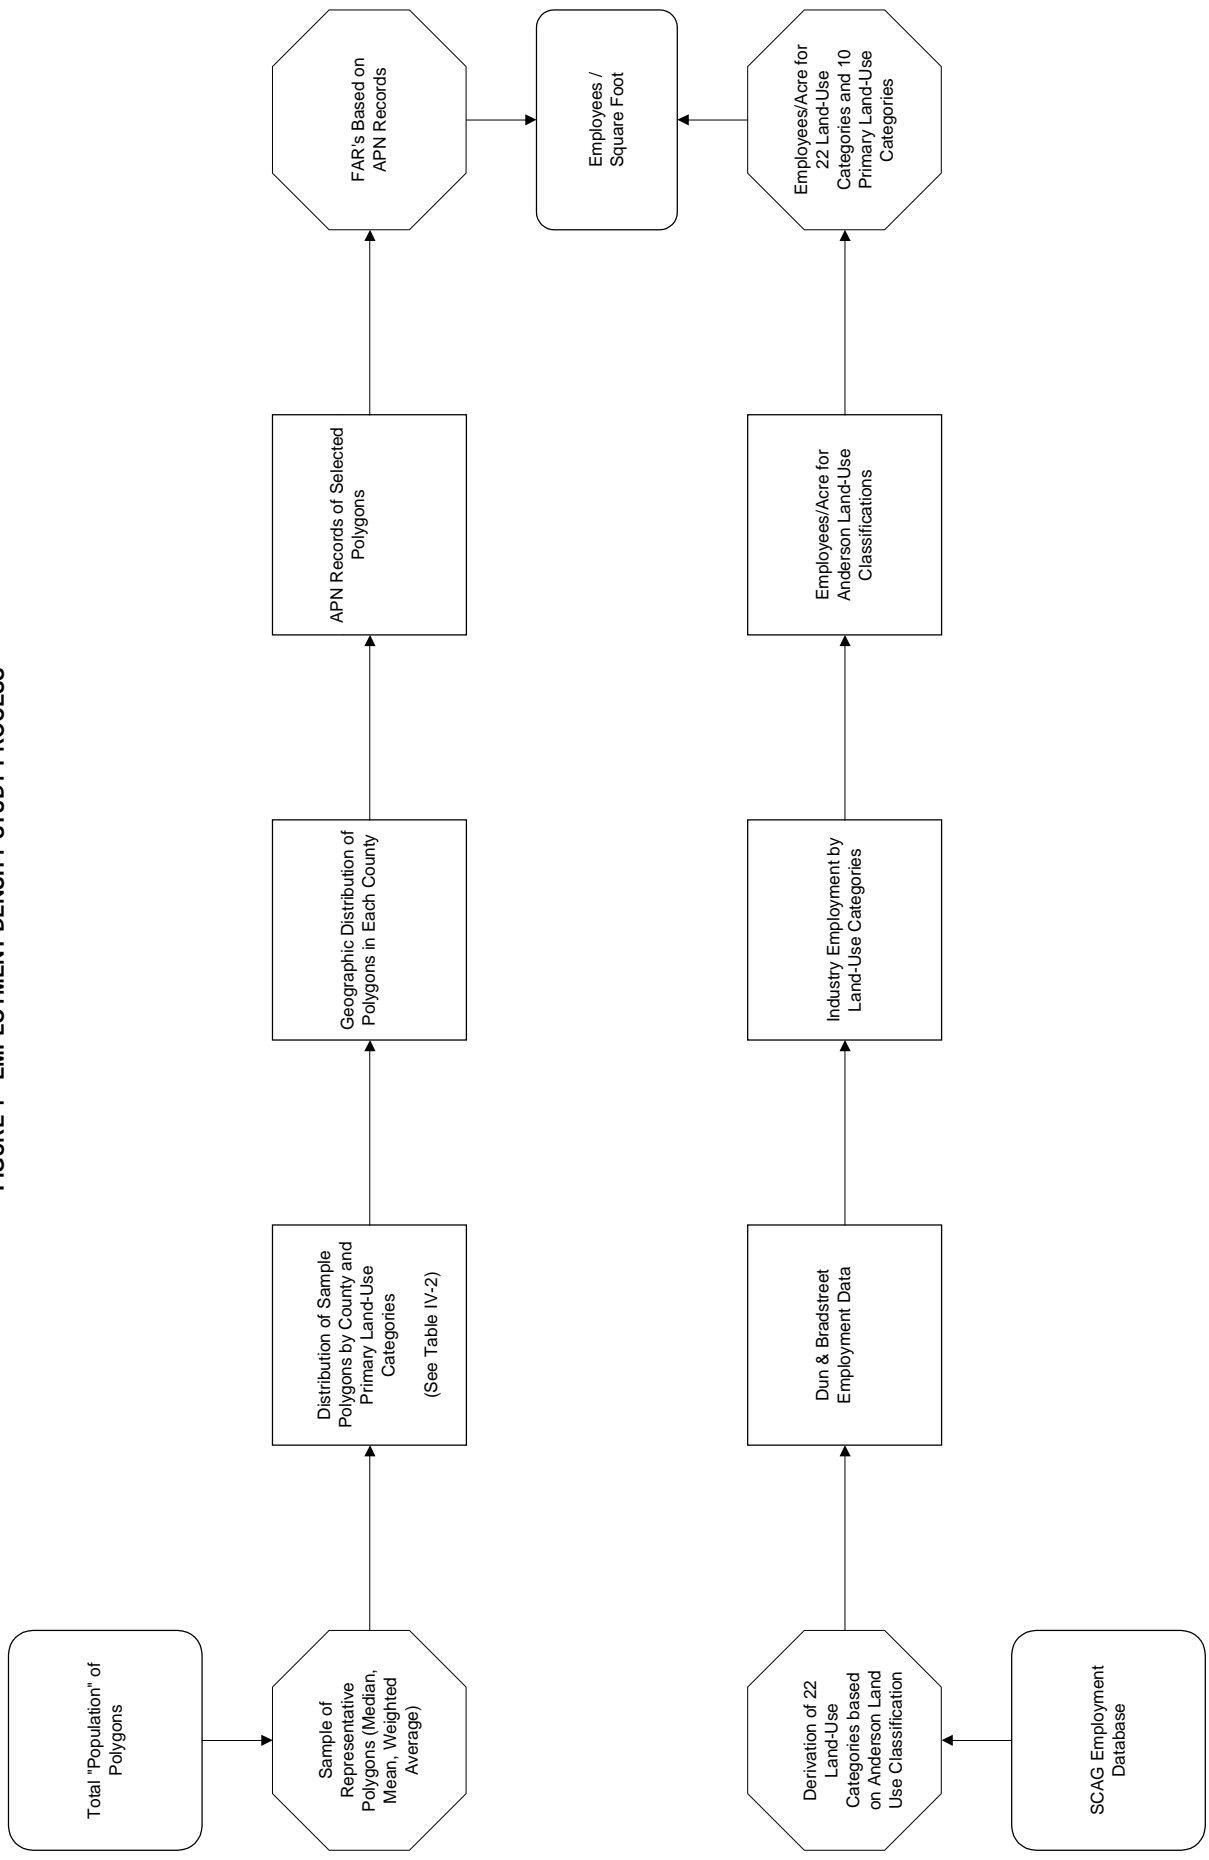 FIGURE EMPLOYMENT DENSITY STUDY PROCESS
Total "Population" of
Polygons
Sample of
Representative
Polygons (Median,
Mean, Weighted
Average)
Distribution of Sample
Polygons by County and
Primary Land-Use
Categories
(See Table IV-2)
Geographic Distribution of
Polygons in Each County
APN Records of Selected
Polygons
FAR's Based on
APN Records
Employees /
Square Foot
SCAG Employment
Database
Derivation of 22
Land-Use
Categories based
on Anderson Land
Use Classification
Dun & Bradstreet
Employment Data
Industry Employment by
Land-Use Categories
Employees/Acre for
Anderson Land-Use
Classifications
Employees/Acre for
22 Land-Use
Categories and 10
Primary Land-Use
Categories